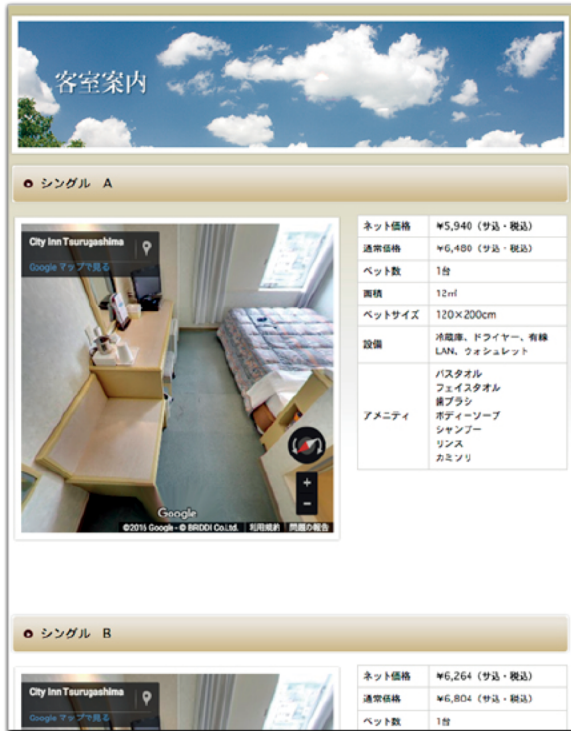 客室案内
シングル A
City Inn Tsurugashima
Google マップで見る
Google
©2015 Google - © BRDDI Co.Ltd. 利用規約 問題の報告
ネット価格 ¥5,940（サ込・税込）
通常価格 ¥6,480（サ込・税込）
ベット数 1台
面積 12㎡
ベットサイズ 120×200cm
設備 冷蔵庫、ドライヤー、有線
LAN、ウォシュレット
アメニティ
バスタオル
フェイスタオル
歯ブラシ
ボディーソープ
シャンプー
リンス
カミソリ
シングル B
City Inn Tsurugashima
Google マップで見る
ネット価格 ¥6,264（サ込・税込）
通常価格 ¥6,804（サ込・税込）
ベット数 1台